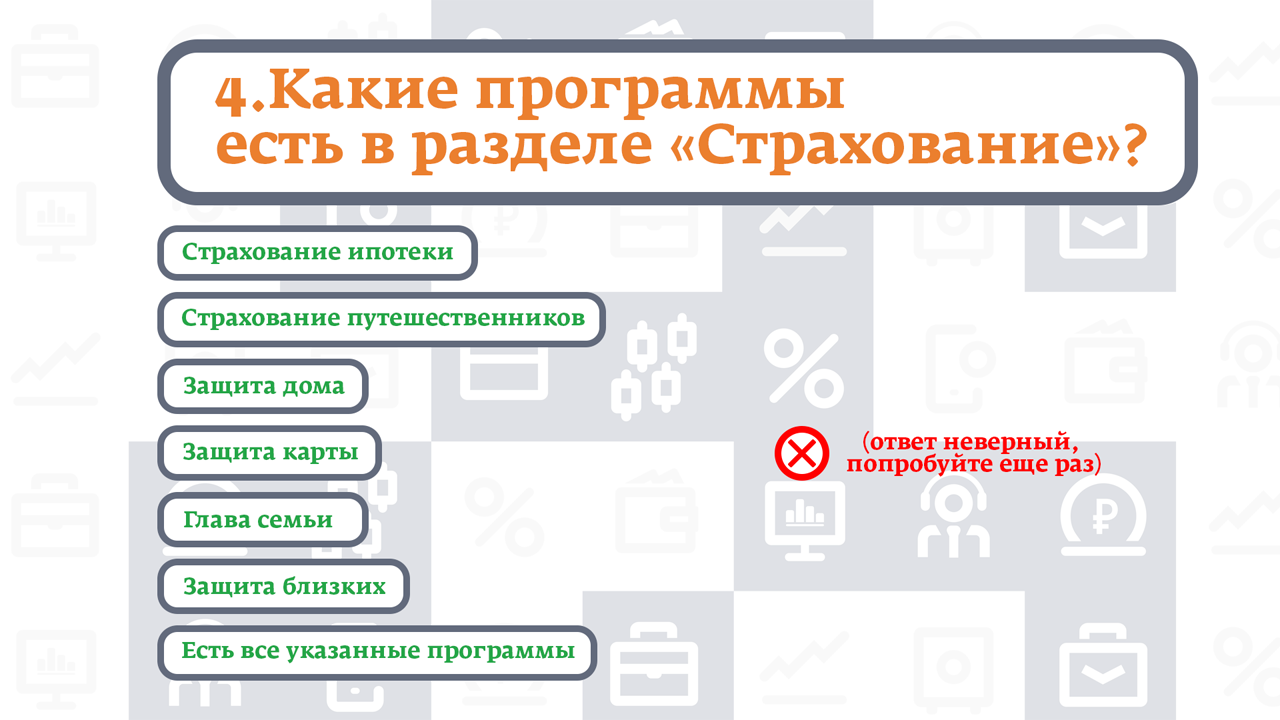 4.Какие программы
есть в разделе «Страхование»?
Страхование ипотеки
Страхование путешественников
Защита дома
Защита карты
(ответ неверный,
попробуйте еще раз)
Глава семьи
Защита близких
Есть все указанные программы